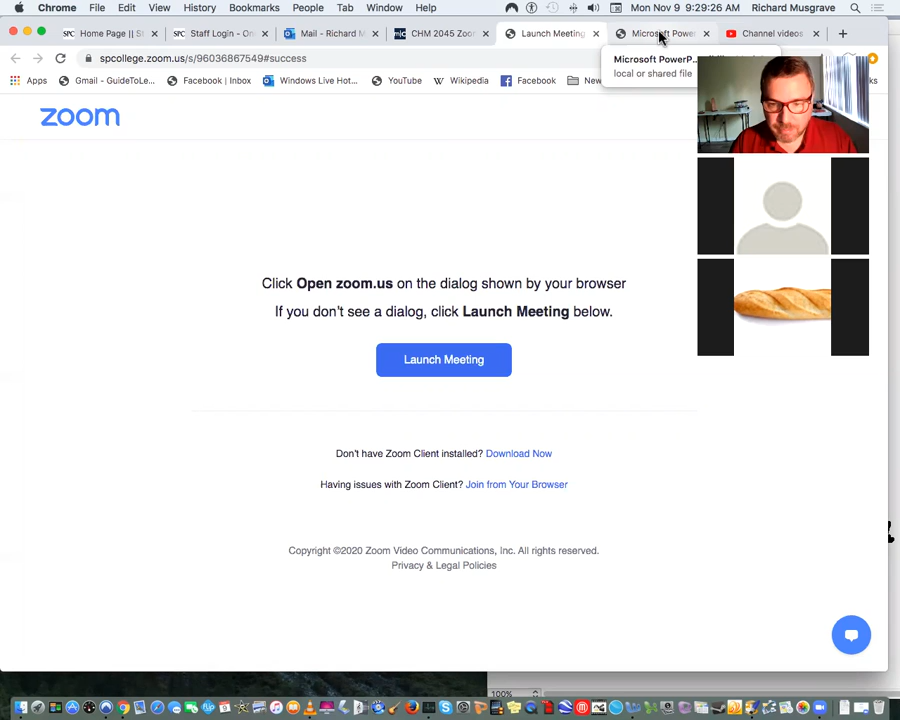 Chrome File Edit View History Bookmarks People Tab Window Help Mon Nov 9 9:29:26 AM Richard Musgrave
SPC Home Page || S SPC Staff Login - On Mail - Richard M CHM 2045 Zoo Launch Meeting Microsoft Power Channel videos
spcollege.zoom.us/s/96036867549#success
Microsoft PowerP...
local or shared file
Apps Gmail - GuideToLe... Facebook | Inbox Windows Live Hot... YouTube Wikipedia Facebook New
zoom
Click Open zoom.us on the dialog shown by your browser
If you don't see a dialog, click Launch Meeting below.
Launch Meeting
Don't have Zoom Client installed? Download Now
Having issues with Zoom Client? Join from Your Browser
Copyright ©2020 Zoom Video Communications, Inc. All rights reserved.
Privacy & Legal Policies
100%